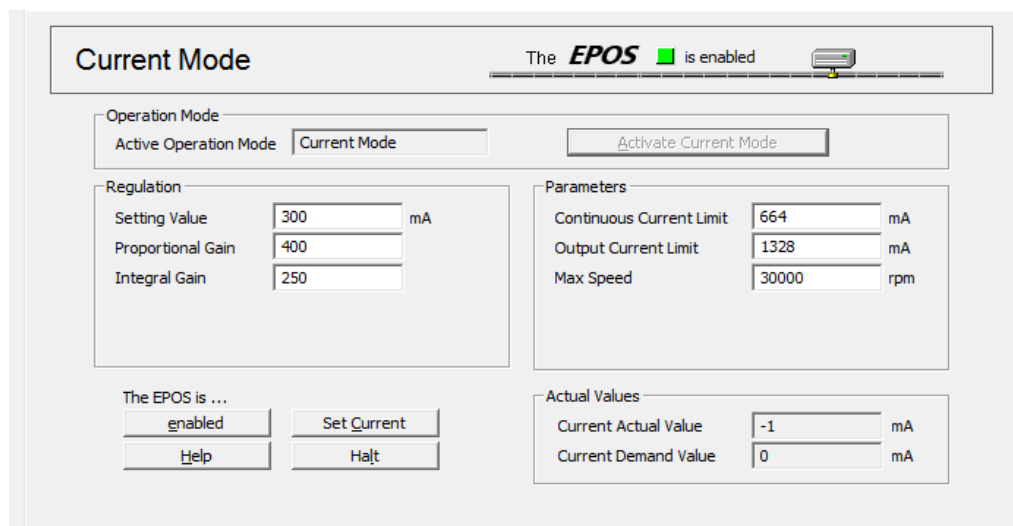 Current Mode
The EPOS is enabled
Operation Mode
Active Operation Mode Current Mode Activate Current Mode
Regulation
Setting Value 300 mA
Proportional Gain 400
Integral Gain 250
Parameters
Continuous Current Limit 664 mA
Output Current Limit 1328 mA
Max Speed 30000 rpm
The EPOS is ...
enabled Set Current
Help Halt
Actual Values
Current Actual Value -1 mA
Current Demand Value 0 mA